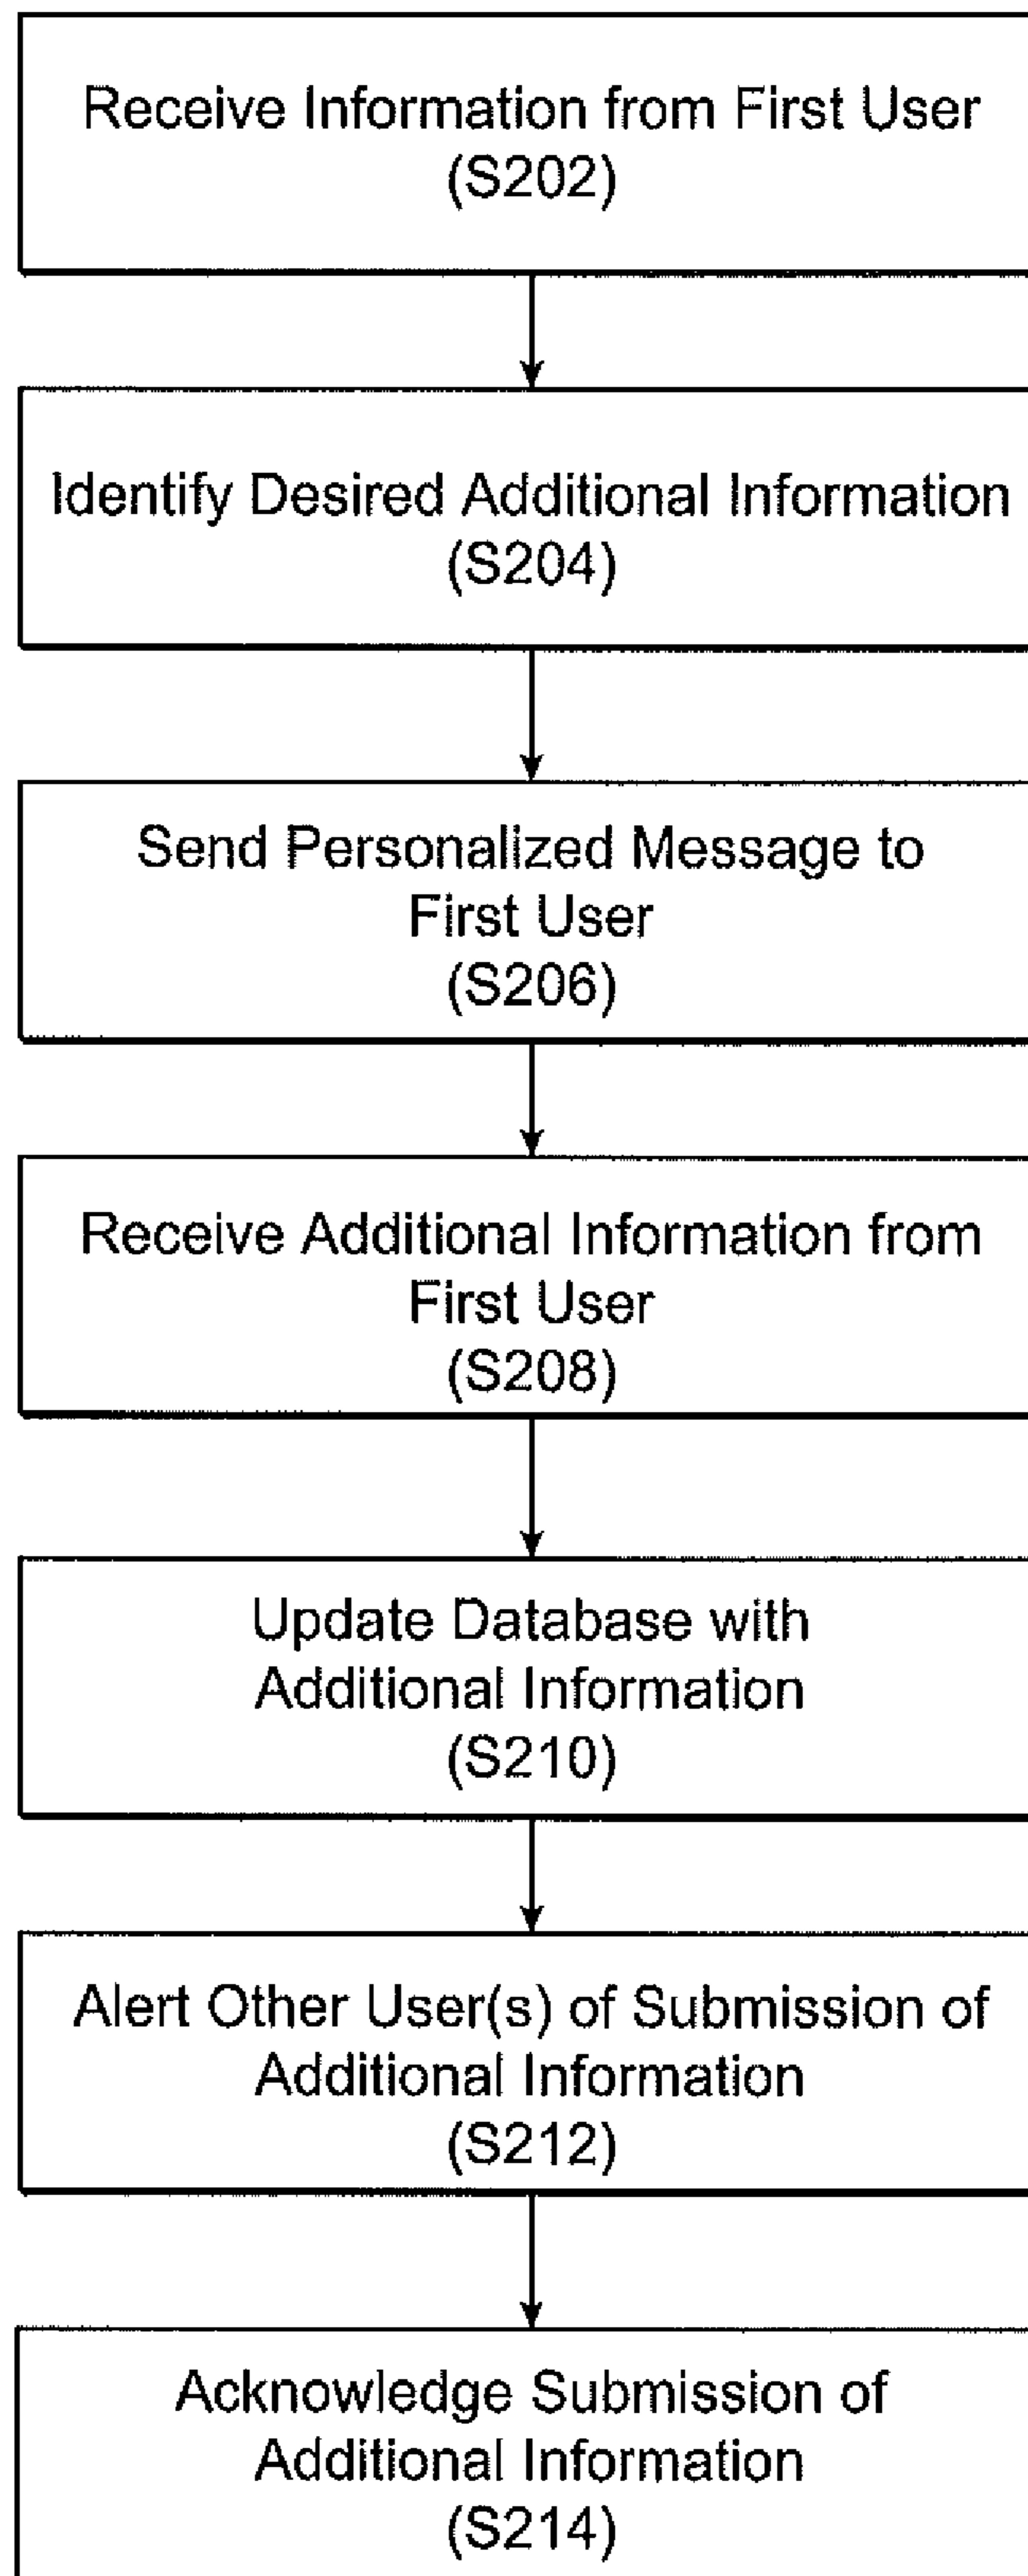 Receive Information from First User
(S202)
Identify Desired Additional Information
(S204)
Send Personalized Message to
First User
(S206)
Receive Additional Information from
First User
(S208)
Update Database with
Additional Information
(S210)
Alert Other User(s) of Submission of
Additional Information
(S212)
Acknowledge Submission of
Additional Information
(S214)